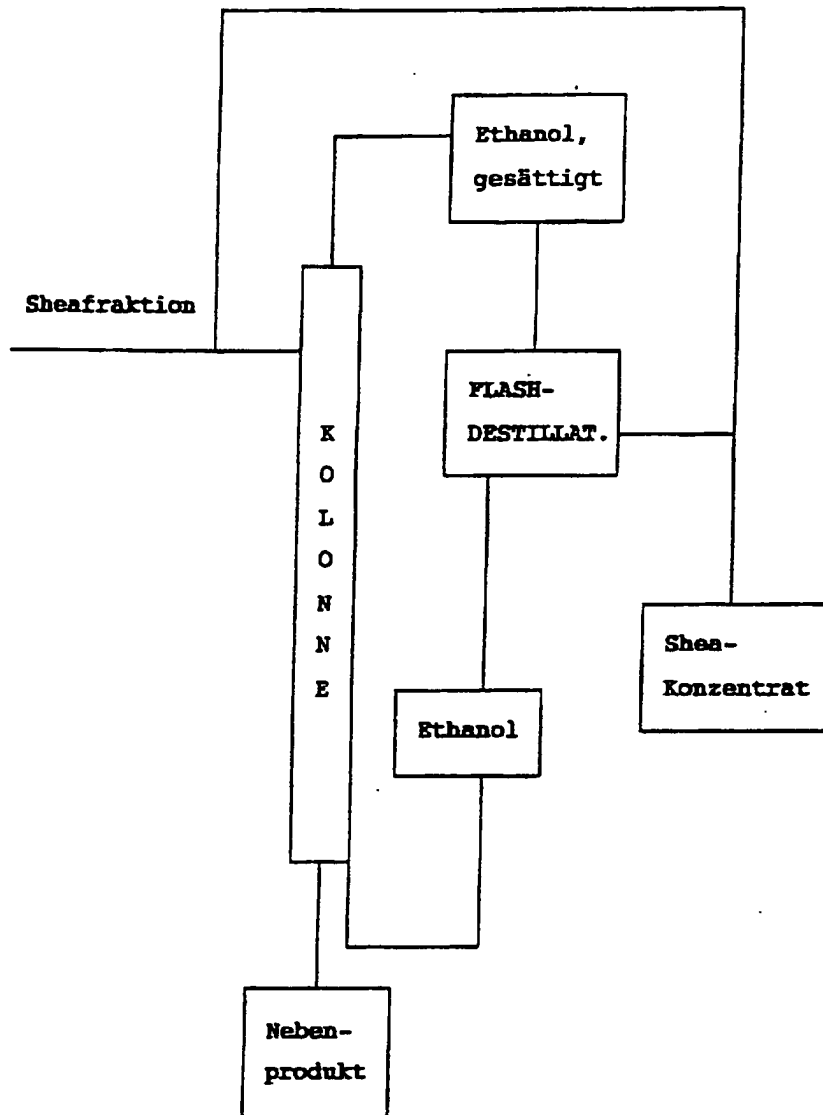 Ethanol,
gesättigt
Sheafraktion
FLASH-
DESTILLAT.
K
O
L
O
N
N
E
Shea-
Konzentrat
Ethanol
Neben-
produkt